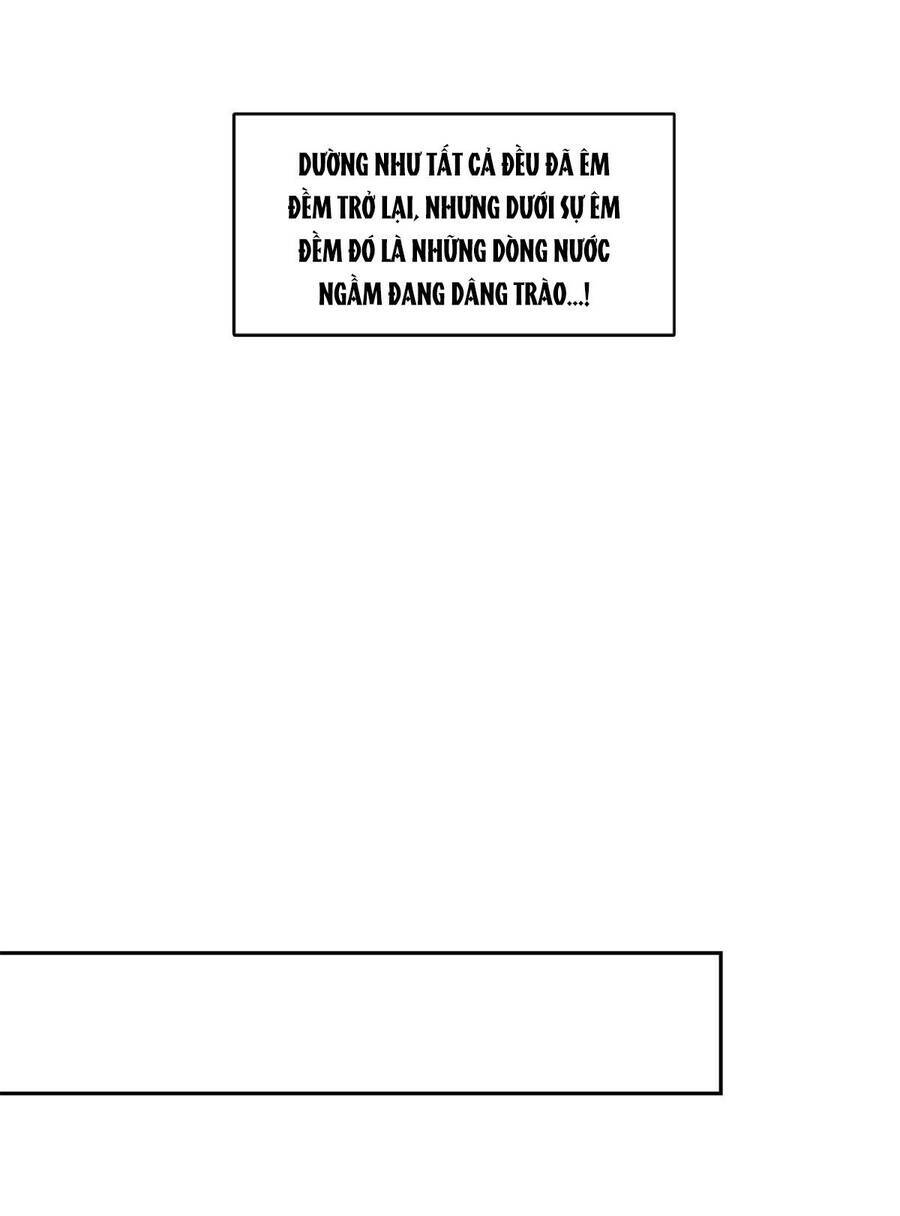 DƯỜNG NHƯ TẤT CẢ ĐỀU ĐÃ ÊM
ĐỀM TRỞ LẠI, NHƯNG DƯỚI SỰ ÊM
ĐỀM ĐÓ LÀ NHỮNG DÒNG NƯỚC
NGẦM ĐANG DÂNG TRÀO...!